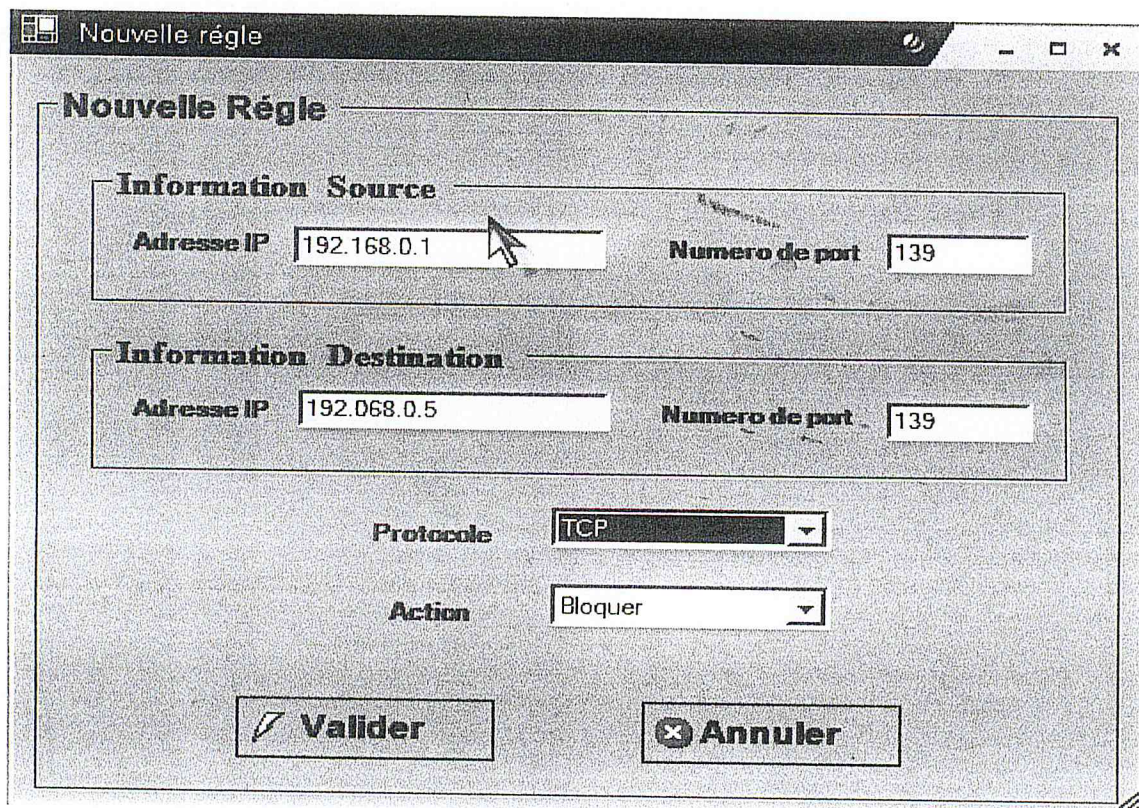 Nouvelle régle
Nouvelle Régle
Information Source
Adresse IP 192.168.0.1 Numero de port 139
Information Destination
Adresse IP 192.068.0.5 Numero de port 139
Protocole TCP
Action Bloquer
Valider Annuler